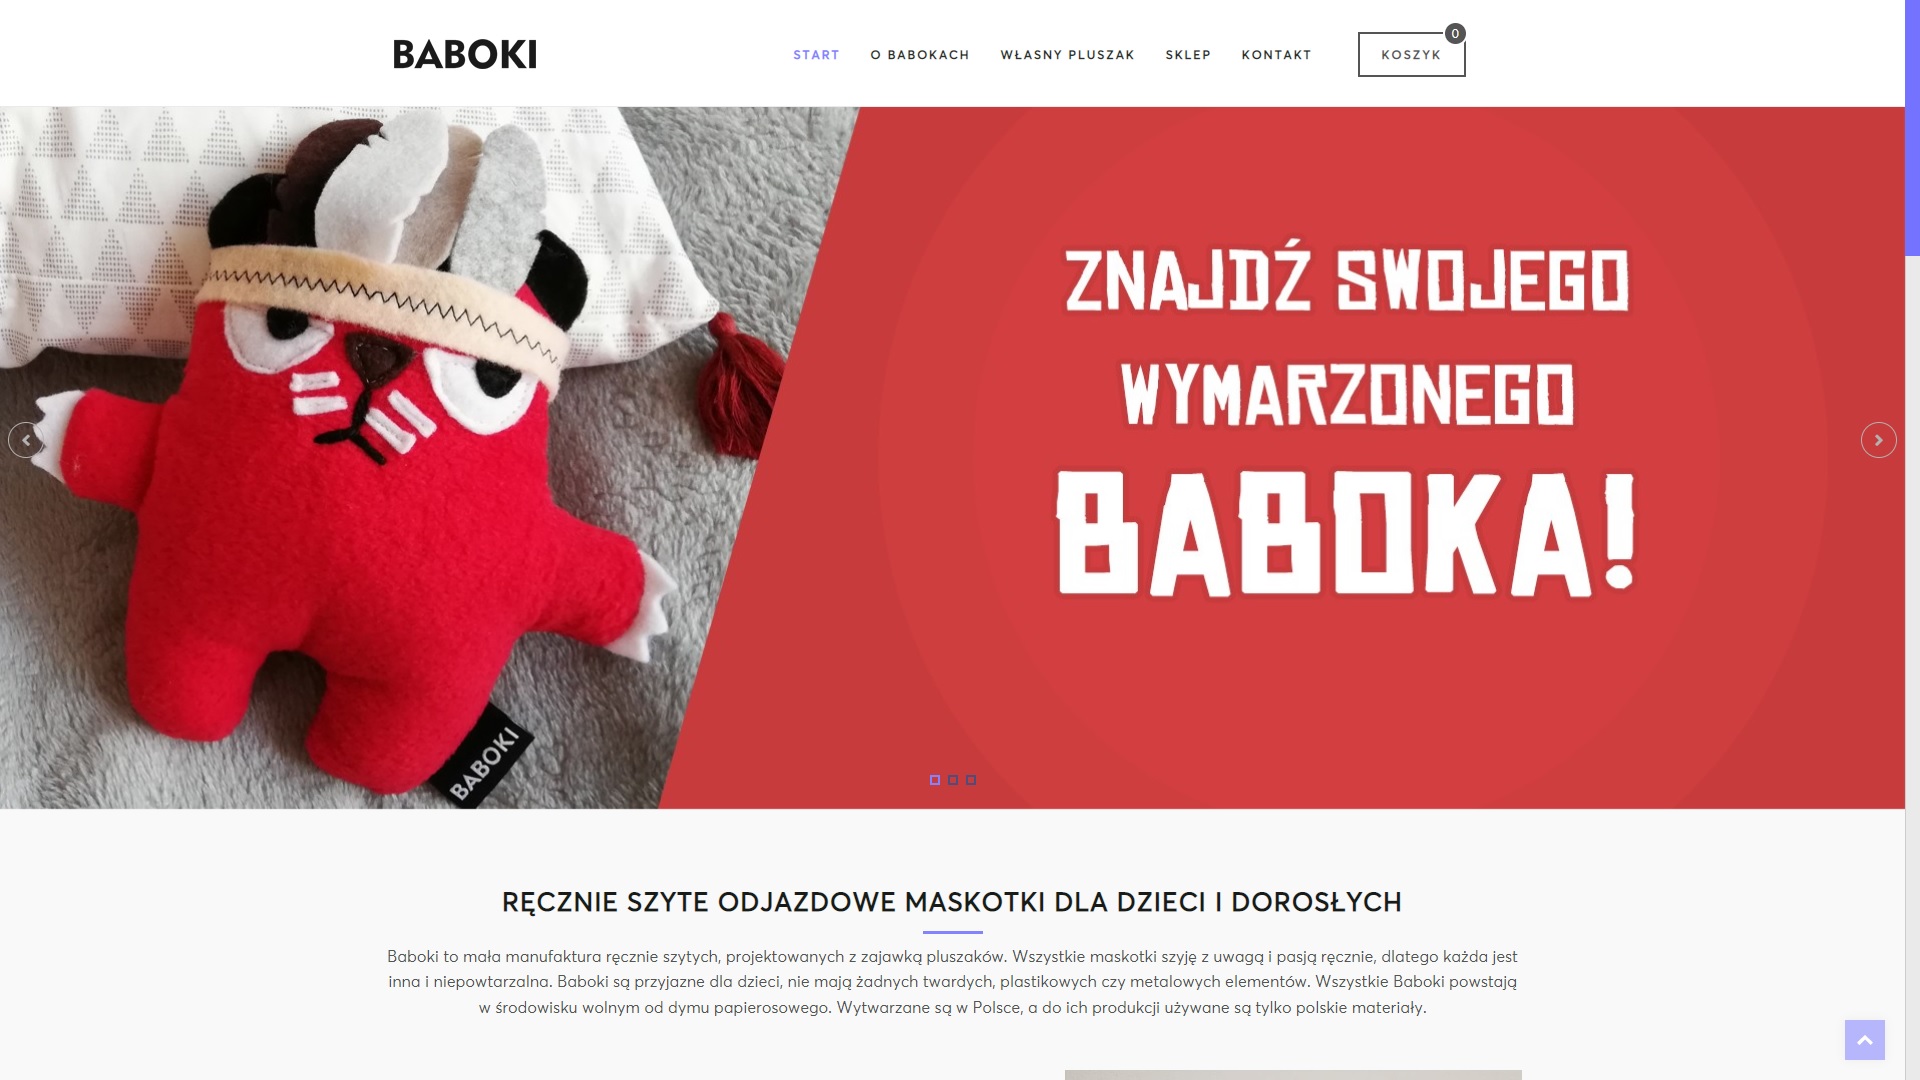 BABOKI
START
O BABOKACH
WŁASNY PLUSZAK
SKLEP
KONTAKT
KOSZYK
0
ZNAJDŹ SWOJEGO
WYMARZONEGO
BABOKA!
BABOKI
RĘCZNIE SZYTE ODJAZDOWE MASKOTKI DLA DZIECI I DOROSŁYCH
Baboki to mała manufaktura ręcznie szytych, projektowanych z zajawką pluszaków. Wszystkie maskotki szyję z uwagą i pasją ręcznie, dlatego każda jest
inna i niepowtarzalna. Baboki są przyjazne dla dzieci, nie mają żadnych twardych, plastikowych czy metalowych elementów. Wszystkie Baboki powstają
w środowisku wolnym od dymu papierosowego. Wytwarzane są w Polsce, a do ich produkcji używane są tylko polskie materiały.